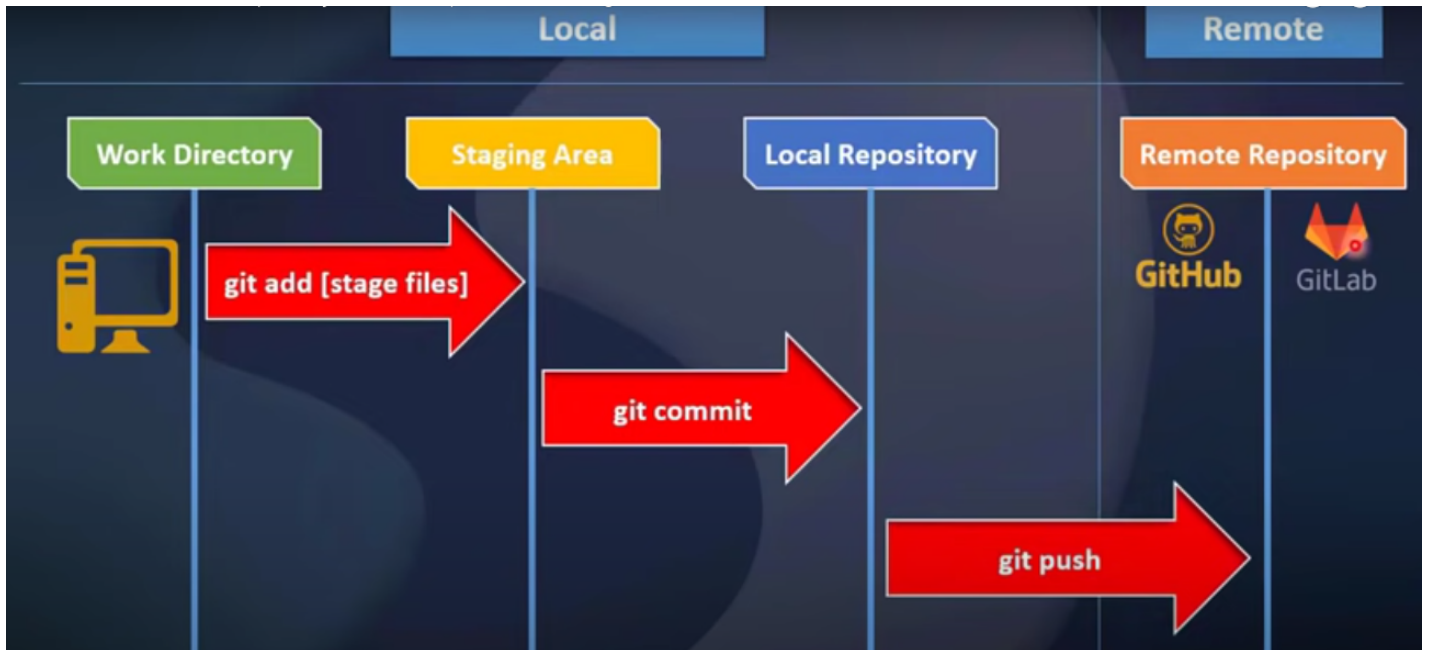 Local
Remote
Work Directory
Staging Area
Local Repository
Remote Repository
GitHub
GitLab
git add [stage files]
git commit
git push